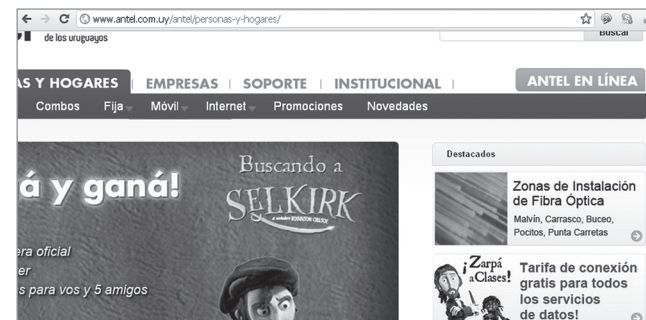 www.antel.com.uy/antel/personas-y-hogares/
de los uruguayos
Buscar
AS Y HOGARES | EMPRESAS | SOPORTE | INSTITUCIONAL |
ANTEL EN LÍNEA
Combos Fija Móvil Internet Promociones Novedades
á y ganá!
era oficial
er
s para vos y 5 amigos
Buscando a
SELKIRK
Destacados
Zonas de Instalación
de Fibra Óptica
Malvín, Carrasco, Buceo,
Pocitos, Punta Carretas
¡Zarpá
a Clases!
Tarifa de conexión
gratis para todos
los servicios
de datos!